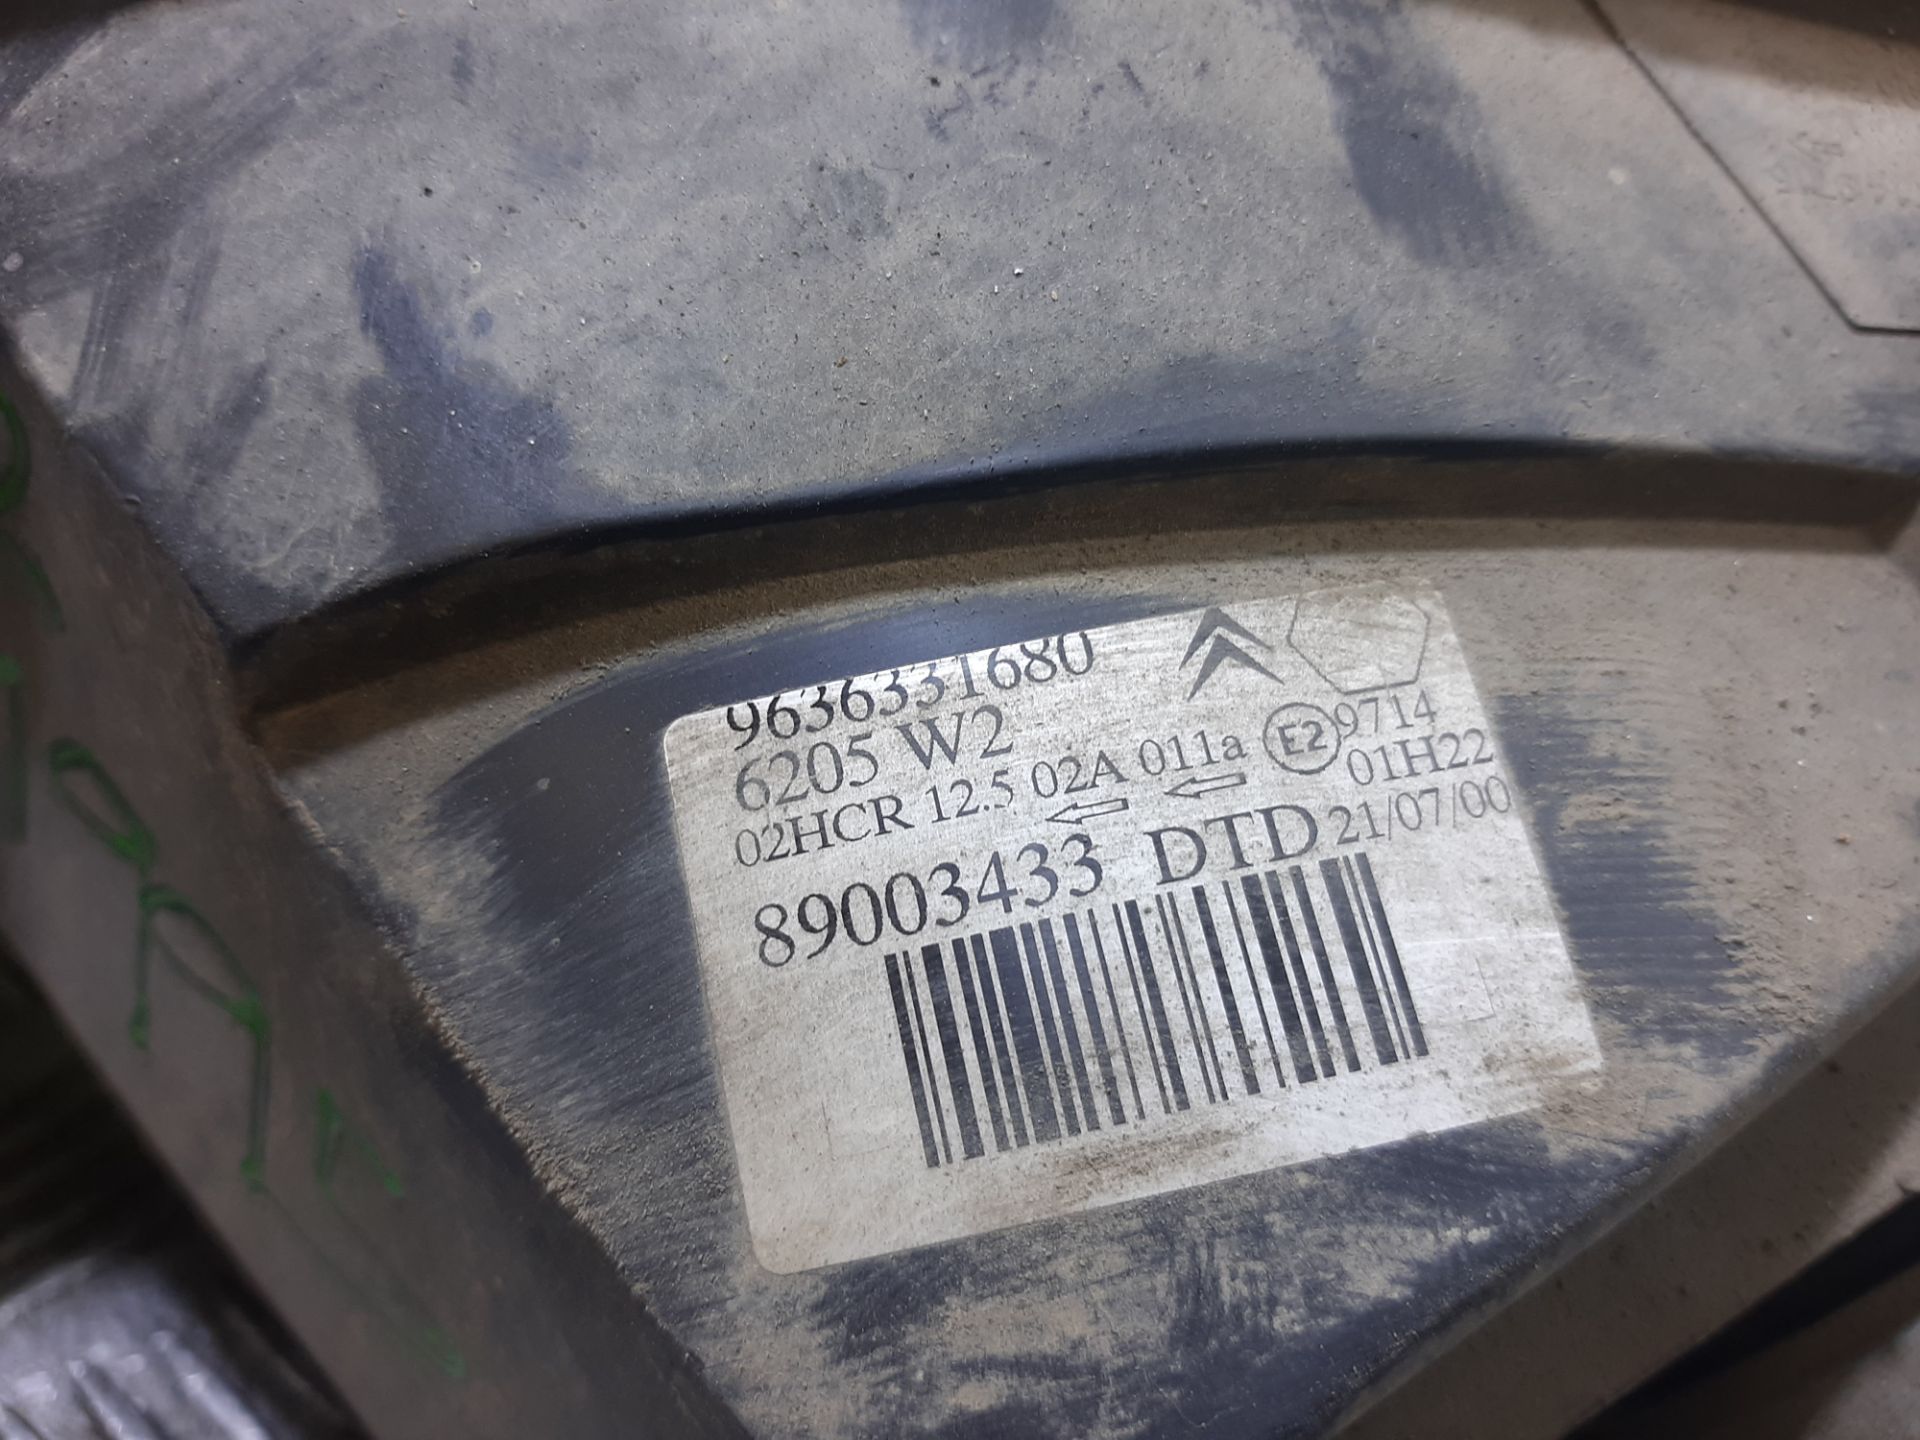 9636331680
6205 W2
02HCR 12.5 02A 011a E2 9714
01H22
89003433 DTD 21/07/00